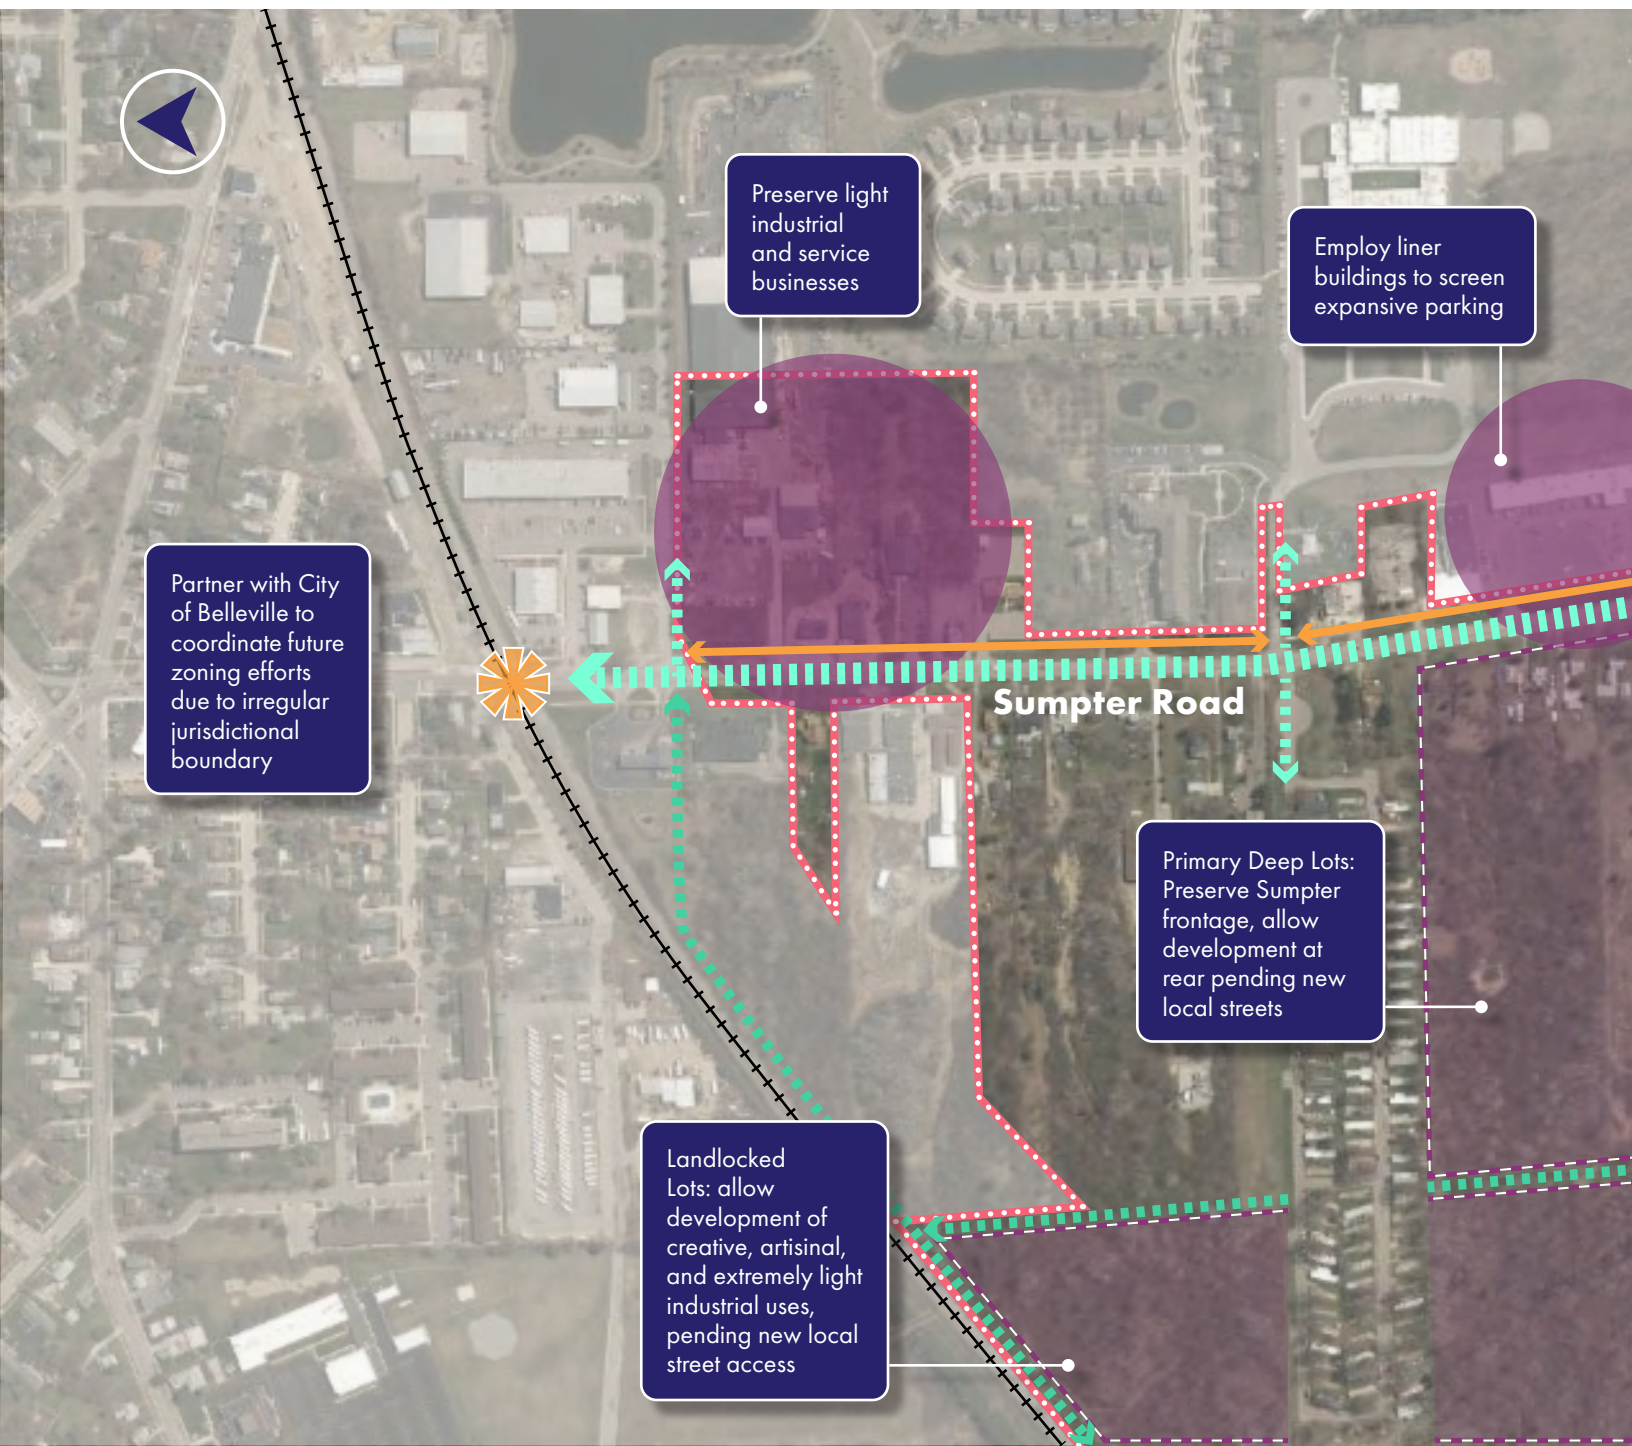 Preserve light
industrial
and service
businesses
Employ liner
buildings to screen
expansive parking
Partner with City
of Belleville to
coordinate future
zoning efforts
due to irregular
jurisdictional
boundary
Sumpter Road
Primary Deep Lots:
Preserve Sumpter
frontage, allow
development at
rear pending new
local streets
Landlocked
Lots: allow
development of
creative, artisinal,
and extremely light
industrial uses,
pending new local
street access